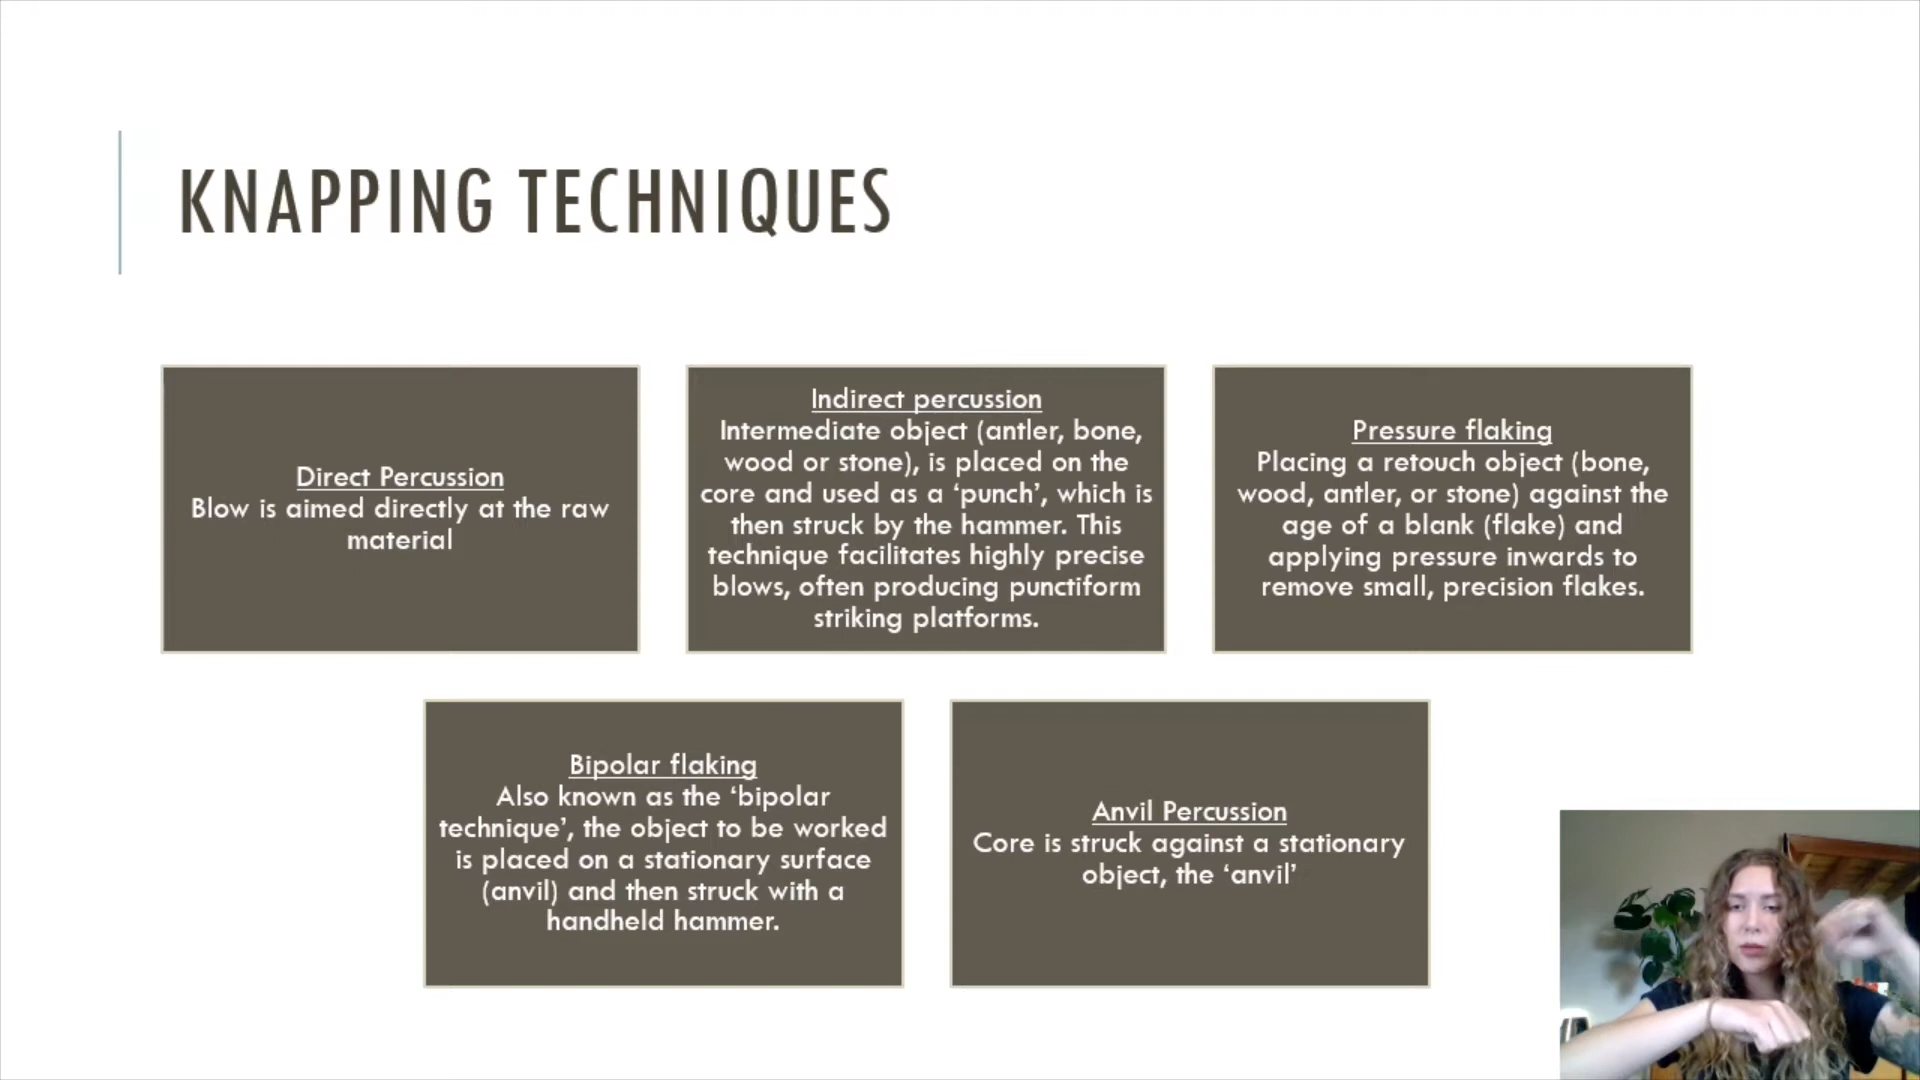 KNAPPING TECHNIQUES
Direct Percussion
Blow is aimed directly at the raw
material
Indirect percussion
Intermediate object (antler, bone,
wood or stone), is placed on the
core and used as a ‘punch’, which is
then struck by the hammer. This
technique facilitates highly precise
blows, often producing punctiform
striking platforms.
Pressure flaking
Placing a retouch object (bone,
wood, antler, or stone) against the
age of a blank (flake) and
applying pressure inwards to
remove small, precision flakes.
Bipolar flaking
Also known as the ‘bipolar
technique’, the object to be worked
is placed on a stationary surface
(anvil) and then struck with a
handheld hammer.
Anvil Percussion
Core is struck against a stationary
object, the ‘anvil’